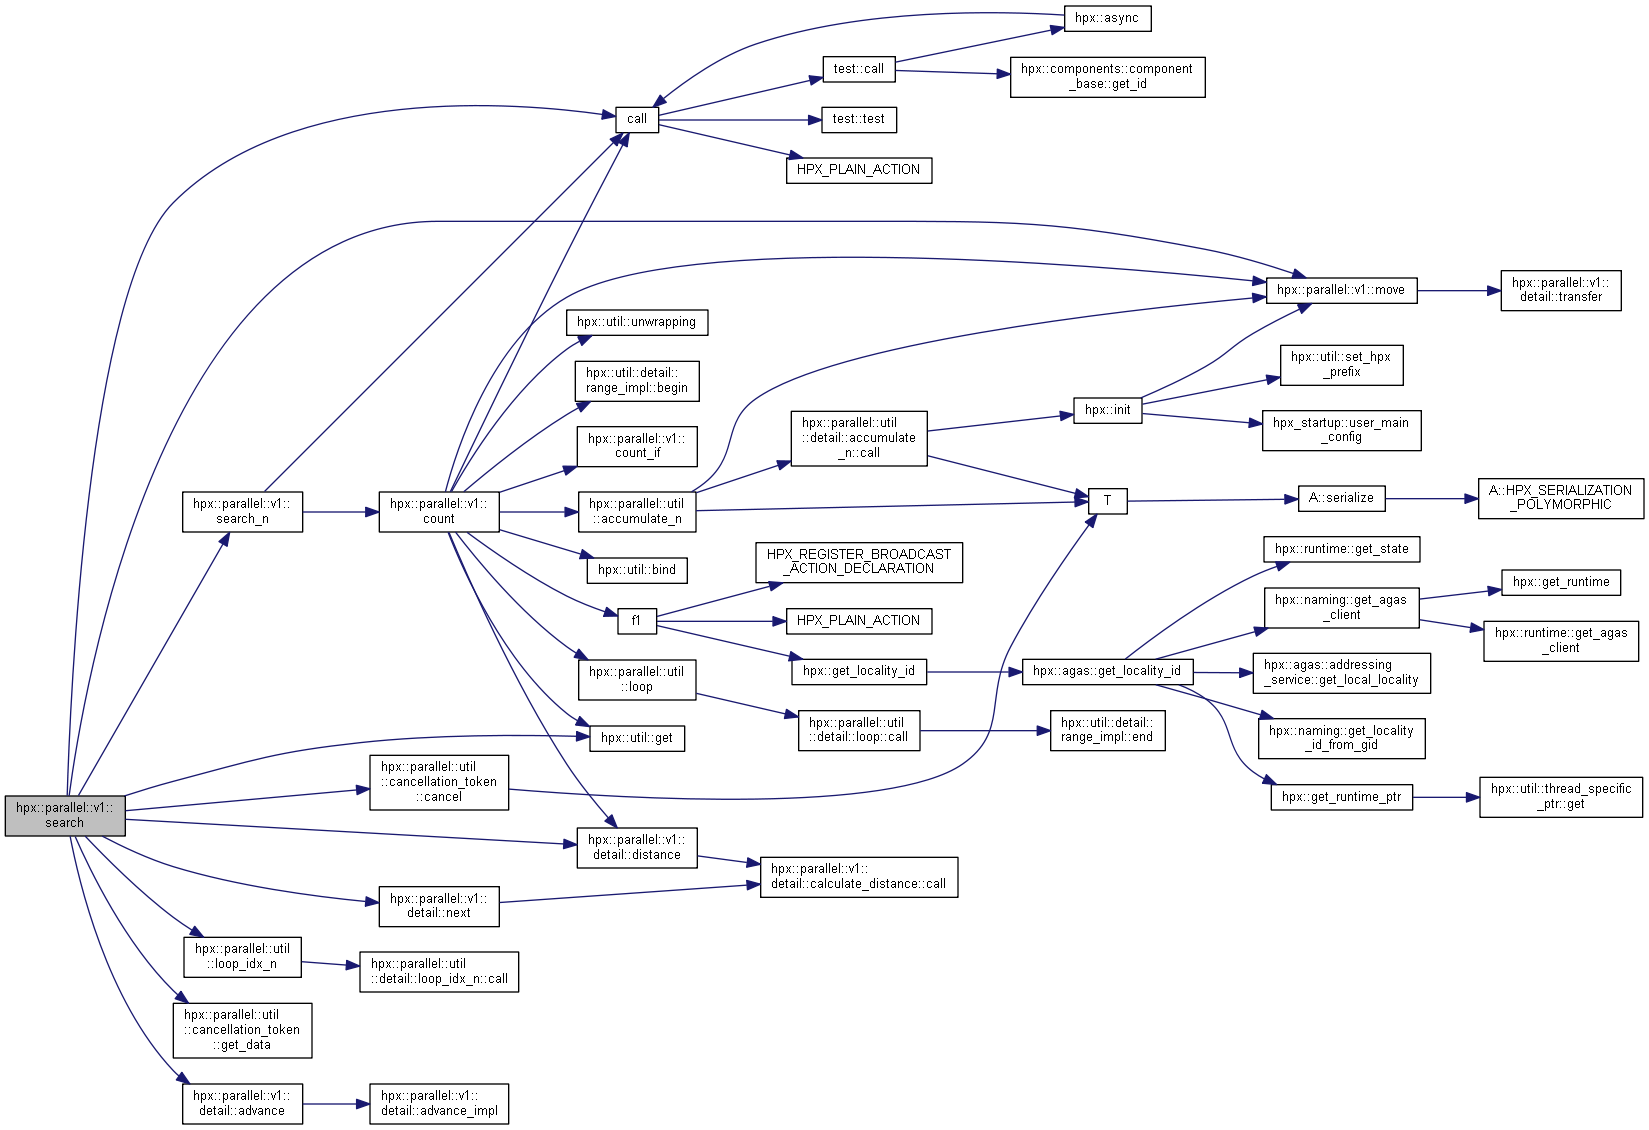 hpx::async
test::call
hpx::components::component
_base::get_id
call
test::test
HPX_PLAIN_ACTION
hpx::parallel::v1::move
hpx::parallel::v1::
detail::transfer
hpx::util::unwrapping
hpx::util::set_hpx
_prefix
hpx::util::detail::
range_impl::begin
hpx::init
hpx_startup::user_main
_config
hpx::parallel::util
::detail::accumulate
_n::call
hpx::parallel::v1::
count_if
hpx::parallel::v1::
search_n
hpx::parallel::v1::
count
hpx::parallel::util
::accumulate_n
T
A::serialize
A::HPX_SERIALIZATION
_POLYMORPHIC
hpx::util::bind
HPX_REGISTER_BROADCAST
_ACTION_DECLARATION
hpx::runtime::get_state
hpx::get_runtime
hpx::naming::get_agas
_client
f1
HPX_PLAIN_ACTION
hpx::runtime::get_agas
_client
hpx::parallel::util
::loop
hpx::get_locality_id
hpx::agas::get_locality_id
hpx::agas::addressing
_service::get_local_locality
hpx::util::get
hpx::parallel::util
::detail::loop::call
hpx::util::detail::
range_impl::end
hpx::naming::get_locality
_id_from_gid
hpx::parallel::util
::cancellation_token
::cancel
hpx::get_runtime_ptr
hpx::util::thread_specific
_ptr::get
hpx::parallel::v1::
search
hpx::parallel::v1::
detail::distance
hpx::parallel::v1::
detail::calculate_distance::call
hpx::parallel::v1::
detail::next
hpx::parallel::util
::loop_idx_n
hpx::parallel::util
::detail::loop_idx_n::call
hpx::parallel::util
::cancellation_token
::get_data
hpx::parallel::v1::
detail::advance
hpx::parallel::v1::
detail::advance_impl